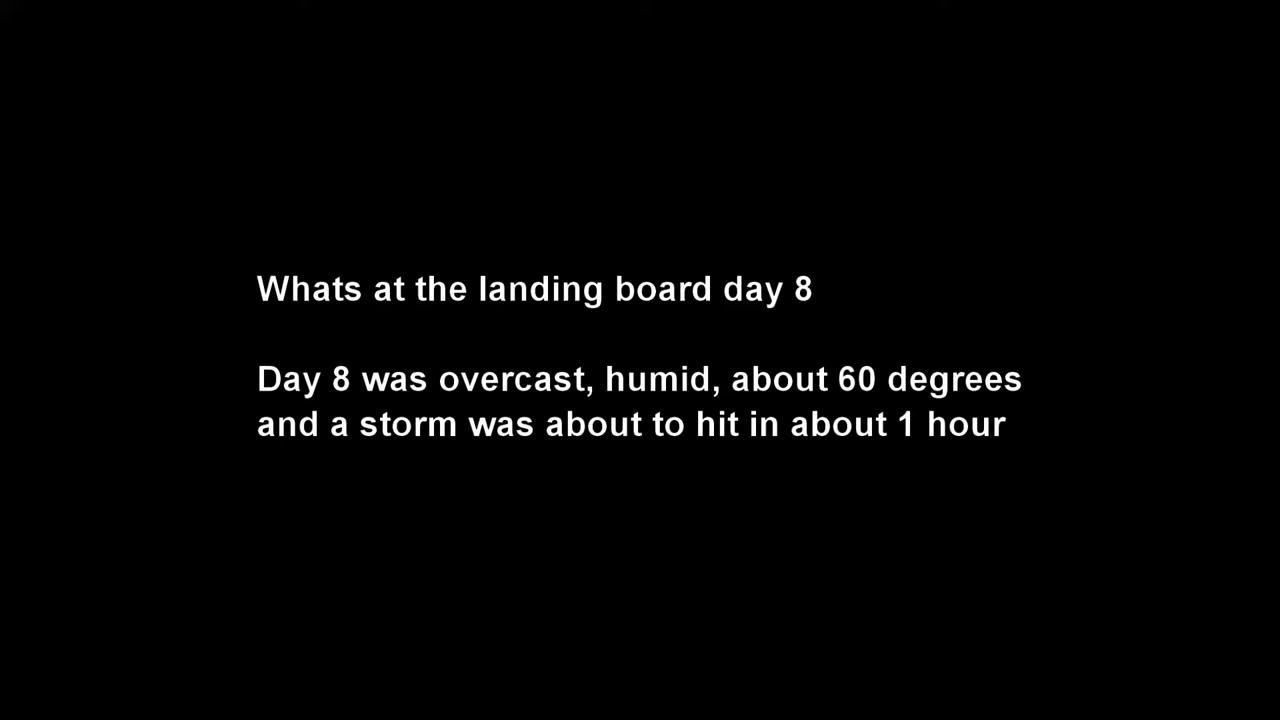 Whats at the landing board day 8
Day 8 was overcast, humid, about 60 degrees
and a storm was about to hit in about 1 hour